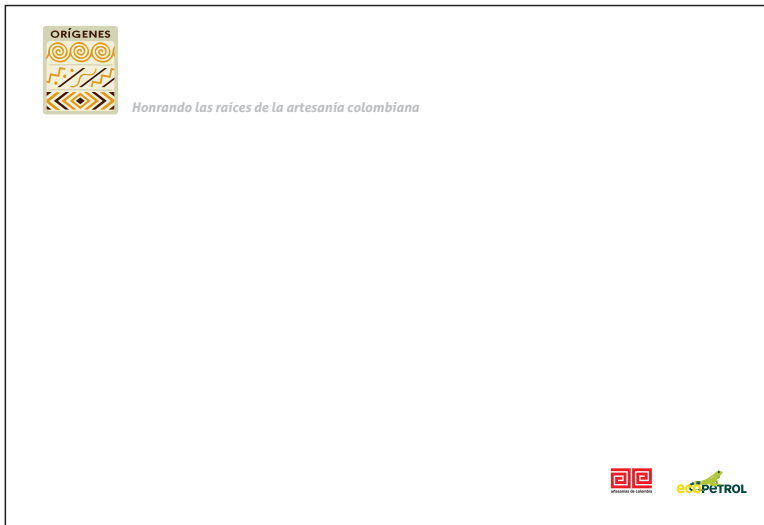 ORÍGENES
Honrando las raíces de la artesanía colombiana
artesanías de colombia
ecoPETROL